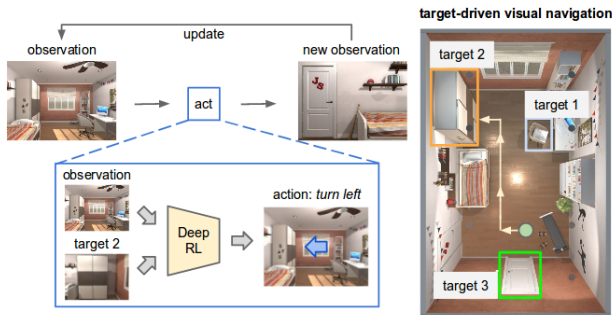 target-driven visual navigation
update
observation
new observation
J
S
act
observation
target 2
Deep
RL
action: turn left
target 2
target 1
target 3